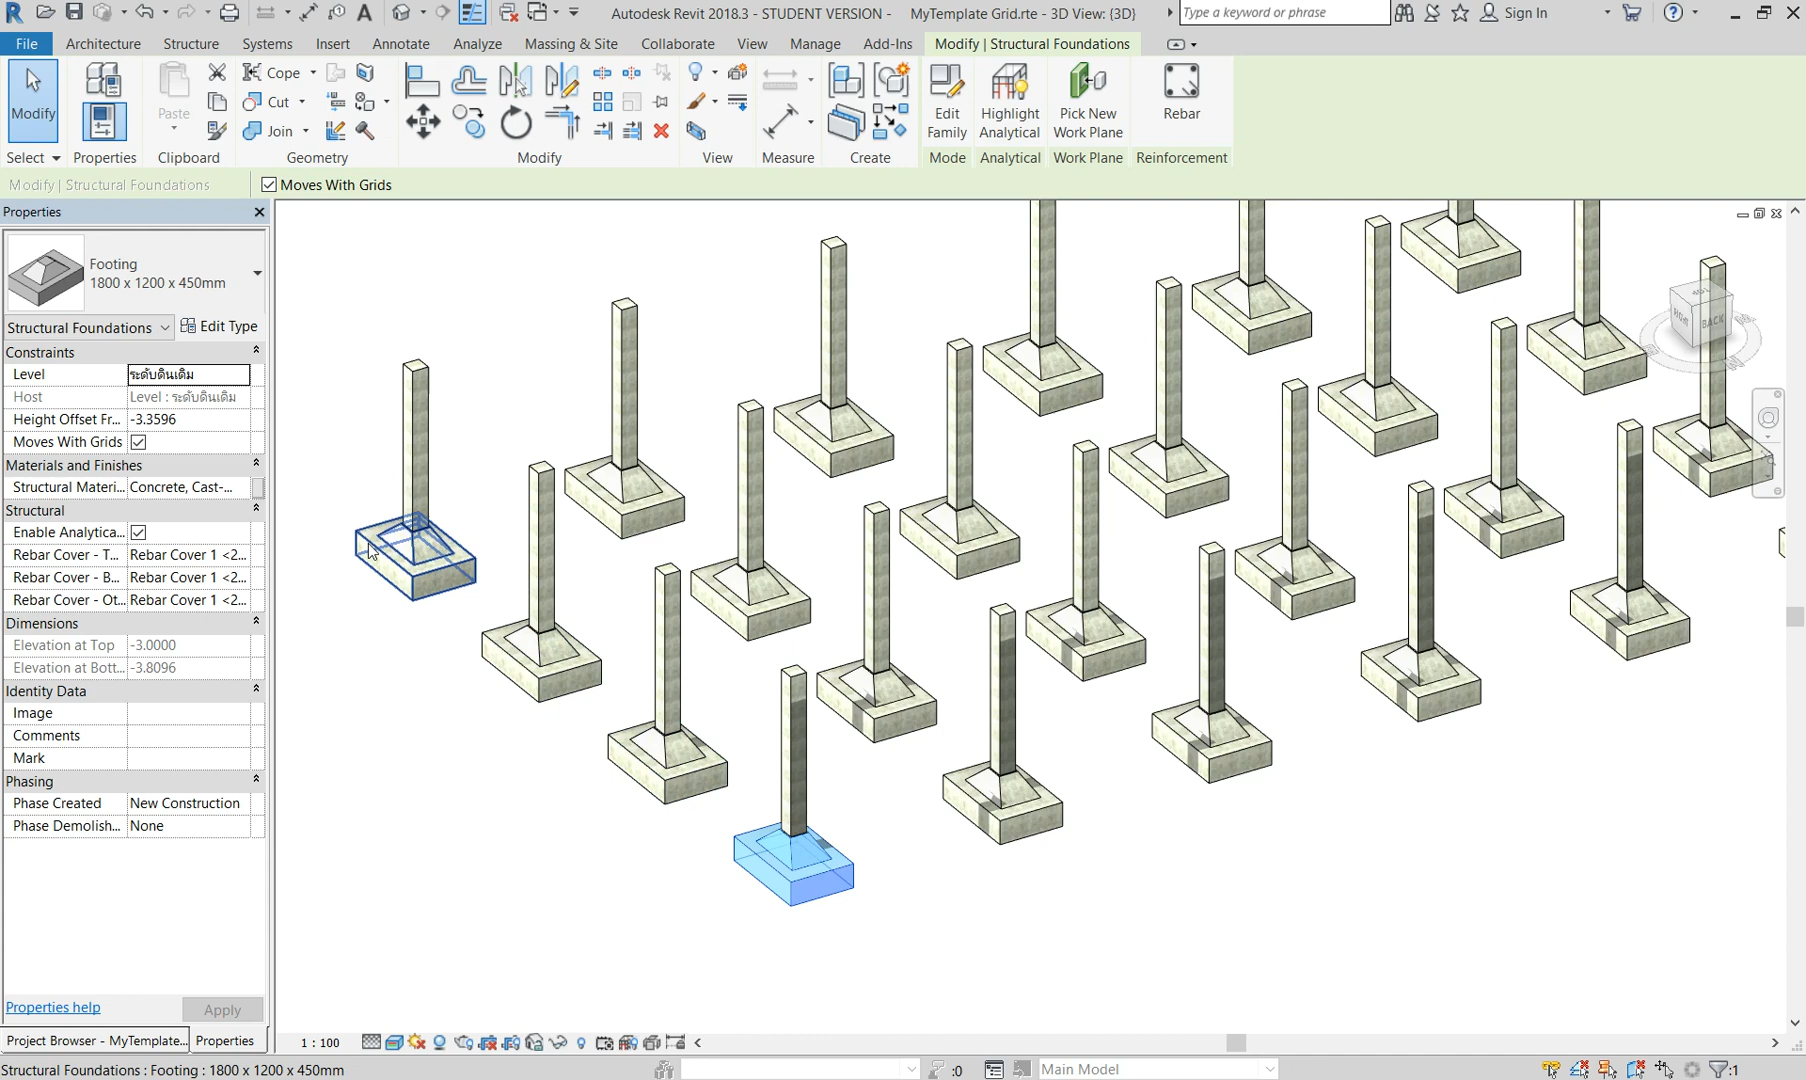 Autodesk Revit 2018.3 - STUDENT VERSION - MyTemplate Grid.rte - 3D View: {3D}
Type a keyword or phrase
Sign In
File Architecture Structure Systems Insert Annotate Analyze Massing & Site Collaborate View Manage Add-Ins Modify | Structural Foundations
Modify
Paste
Cope
Cut
Join
Edit Family
Highlight Analytical
Pick New Work Plane
Rebar
Select Properties Clipboard Geometry Modify View Measure Create Mode Analytical Work Plane Reinforcement
Modify | Structural Foundations Moves With Grids
Properties
Footing
1800 x 1200 x 450mm
Structural Foundations Edit Type
Constraints
Level ระดับดินเดิม
Host Level : ระดับดินเดิม
Height Offset Fr... -3.3596
Moves With Grids
Materials and Finishes
Structural Materi... Concrete, Cast-...
Structural
Enable Analytica...
Rebar Cover - T... Rebar Cover 1 <2...
Rebar Cover - B... Rebar Cover 1 <2...
Rebar Cover - Ot... Rebar Cover 1 <2...
Dimensions
Elevation at Top -3.0000
Elevation at Bott... -3.8096
Identity Data
Image
Comments
Mark
Phasing
Phase Created New Construction
Phase Demolish... None
BACK
Properties help Apply
Project Browser - MyTemplate... Properties
1 : 100
Structural Foundations : Footing : 1800 x 1200 x 450mm
:0
Main Model
:1